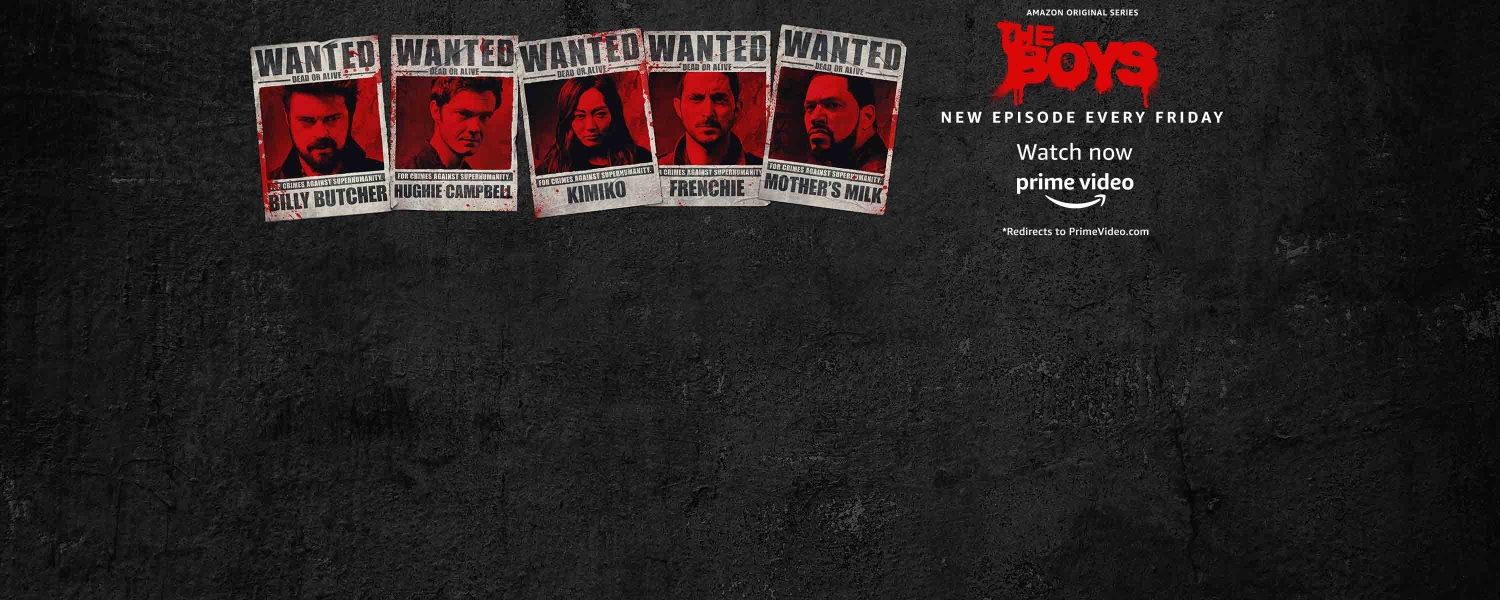 WANTED
DEAD OR ALIVE
FOR CRIMES AGAINST SUPERHUMANITY.
BILLY BUTCHER
WANTED
DEAD OR ALIVE
FOR CRIMES AGAINST SUPERHUMANITY.
HUGHIE CAMPBELL
WANTED
DEAD OR ALIVE
FOR CRIMES AGAINST SUPERHUMANITY.
KIMIKO
WANTED
DEAD OR ALIVE
FOR CRIMES AGAINST SUPERHUMANITY
FRENCHIE
WANTED
DEAD OR ALIVE
FOR CRIMES AGAINST SUPERHUMANITY.
MOTHER'S MILK
AMAZON ORIGINAL SERIES
THE
BOYS
NEW EPISODE EVERY FRIDAY
Watch now
prime video
*Redirects to PrimeVideo.com